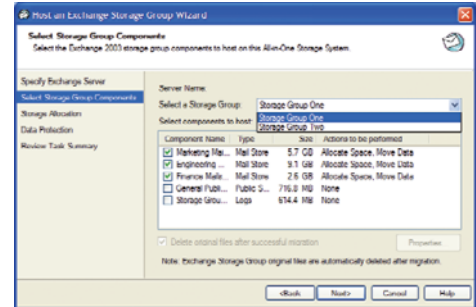 Host an Exchange Storage Group Wizard
Select Storage Group Components
Select the Exchange 2003 storage group components to host on this All-in-One Storage System.
Specify Exchange Server
Select Storage Group Components
Storage Allocation
Data Protection
Review Task Summary
Server Name:
Select a Storage Group: Storage Group One
Storage Group One
Storage Group Two
Select components to host:
Component Name Type Size Actions to be performed
Marketing Mai... Mail Store 5.7 GB Allocate Space, Move Data
Engineering ... Mail Store 9.1 GB Allocate Space, Move Data
Finance Maile... Mail Store 2.6 GB Allocate Space, Move Data
General Publi... Public S... 716.8 MB None
Storage Grou... Logs 614.4 MB None
Delete original files after successful migration
Properties
Note: Exchange Storage Group original files are automatically deleted after migration.
<Back Next> Cancel Help